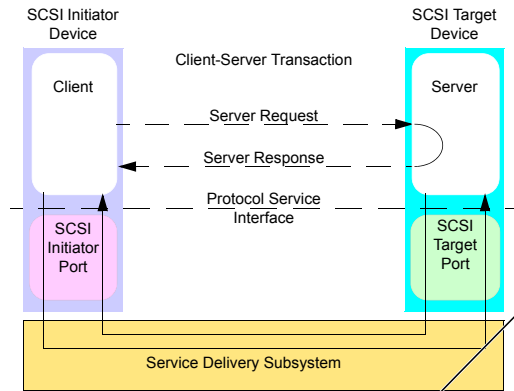 SCSI Initiator
Device
SCSI Target
Device
Client-Server Transaction
Client
Server
Server Request
Server Response
Protocol Service
Interface
SCSI
Initiator
Port
SCSI
Target
Port
Service Delivery Subsystem